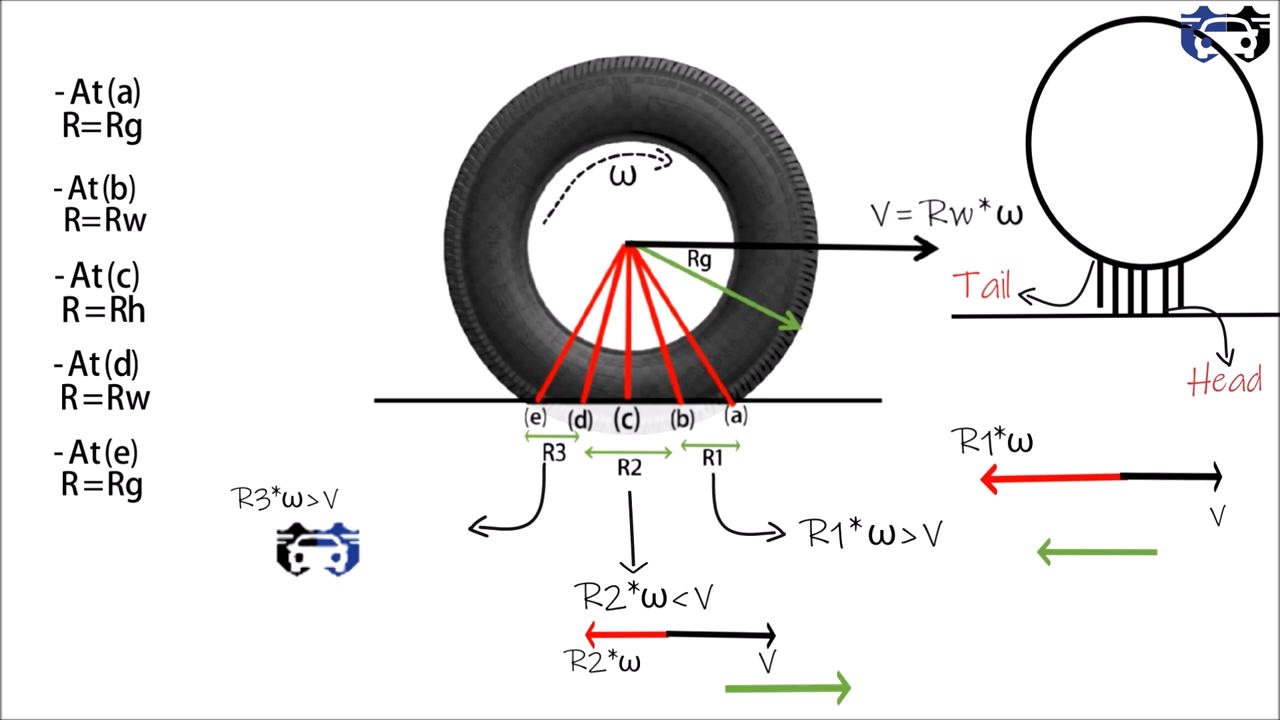 - At (a)
R=Rg
- At (b)
R=Rw
- At (c)
R=Rh
- At (d)
R=Rw
- At (e)
R=Rg
ω
Rg
V = Rw*ω
Tail
Head
(e) (d) (c) (b) (a)
R3 R2 R1
R3*ω>V
R1*ω>V
R2*ω<V
R2*ω V
R1*ω
V